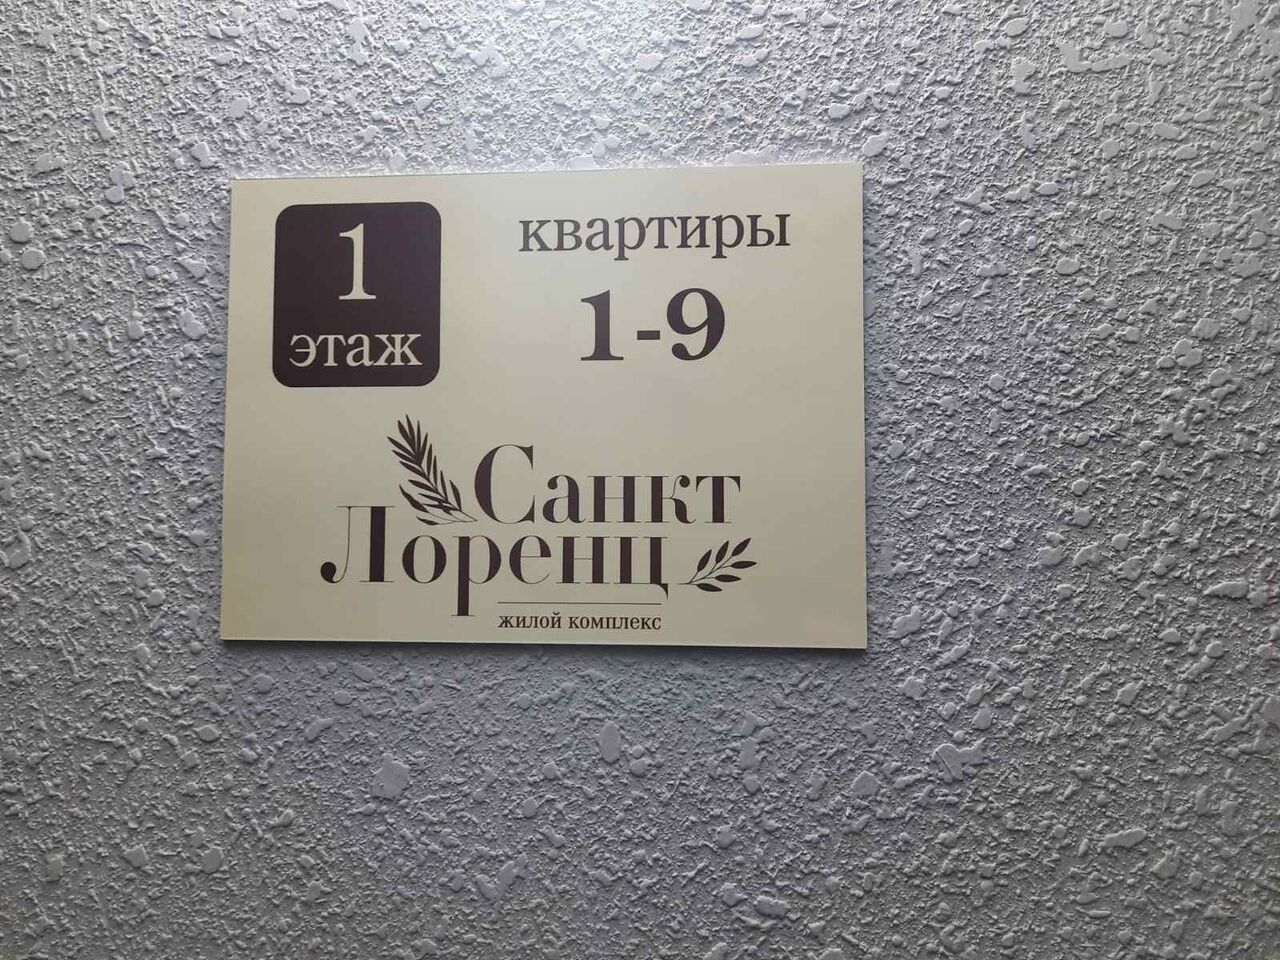 1
этаж
квартиры
1-9
Санкт
Лоренц
жилой комплекс